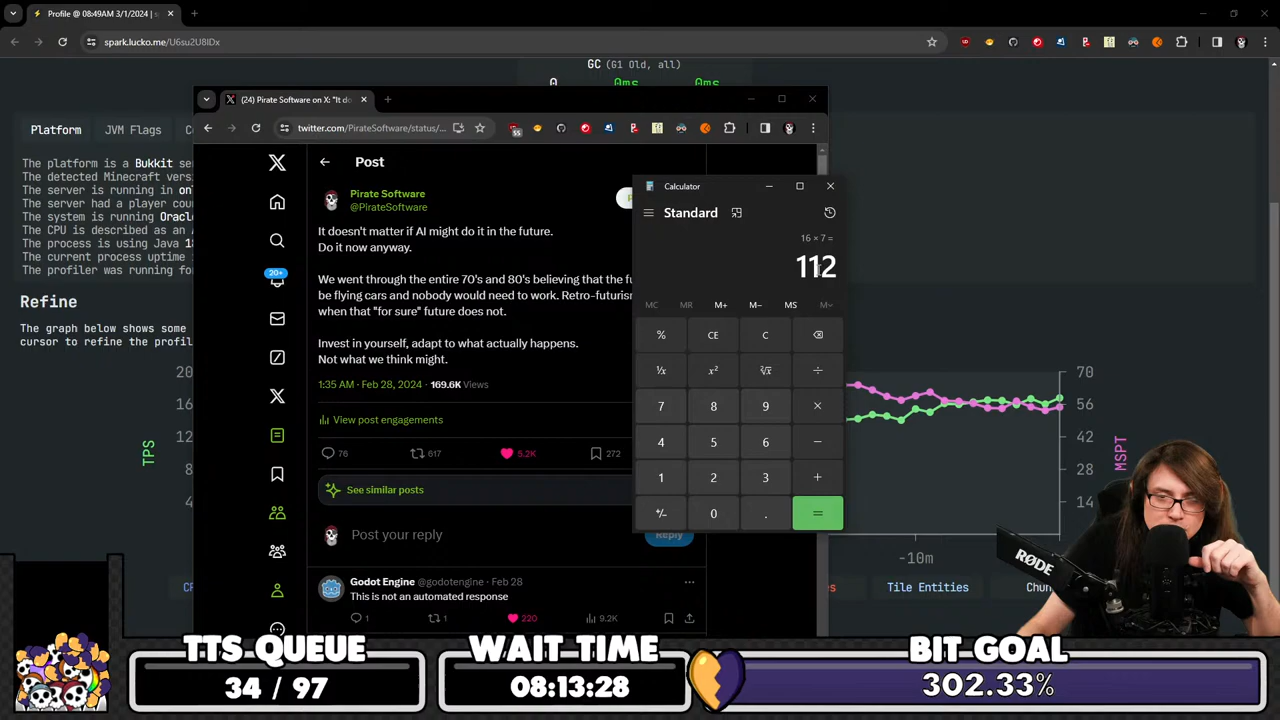 Profile @ 08:49AM 3/1/2024 | s
spark.lucko.me/U6su2U8IDx
GC (G1 Old, all)
0 0ms 0ms
Platform JVM Flags
The platform is a Bukkit se
The detected Minecraft vers
The server is running in on
The server had a player cou
The system is running Oracl
The CPU is described as an
The process is using Java 1
The current process uptime
The profiler was running fo
Refine
The graph below shows some
cursor to refine the profil
20
16
12
8
4
TPS
70
56
42
28
14
MSPT
-10m
Tile Entities
(24) Pirate Software on X: "It do
twitter.com/PirateSoftware/status/...
55
Post
Pirate Software
@PirateSoftware
It doesn't matter if AI might do it in the future.
Do it now anyway.
We went through the entire 70's and 80's believing that the fu
be flying cars and nobody would need to work. Retro-futurism
when that "for sure" future does not.
Invest in yourself, adapt to what actually happens.
Not what we think might.
1:35 AM · Feb 28, 2024 · 169.6K Views
View post engagements
76 617 5.2K 272
See similar posts
Post your reply
Reply
Godot Engine @godotengine · Feb 28
This is not an automated response
1 1 220 9.2K
20+
Calculator
Standard
16 × 7 =
112
MC MR M+ M− MS M˅
% CE C
¹/x x² ²√x ÷
7 8 9 ×
4 5 6 −
1 2 3 +
+/− 0 . =
RØDE
TTS QUEUE
34 / 97
WAIT TIME
08:13:28
BIT GOAL
302.33%